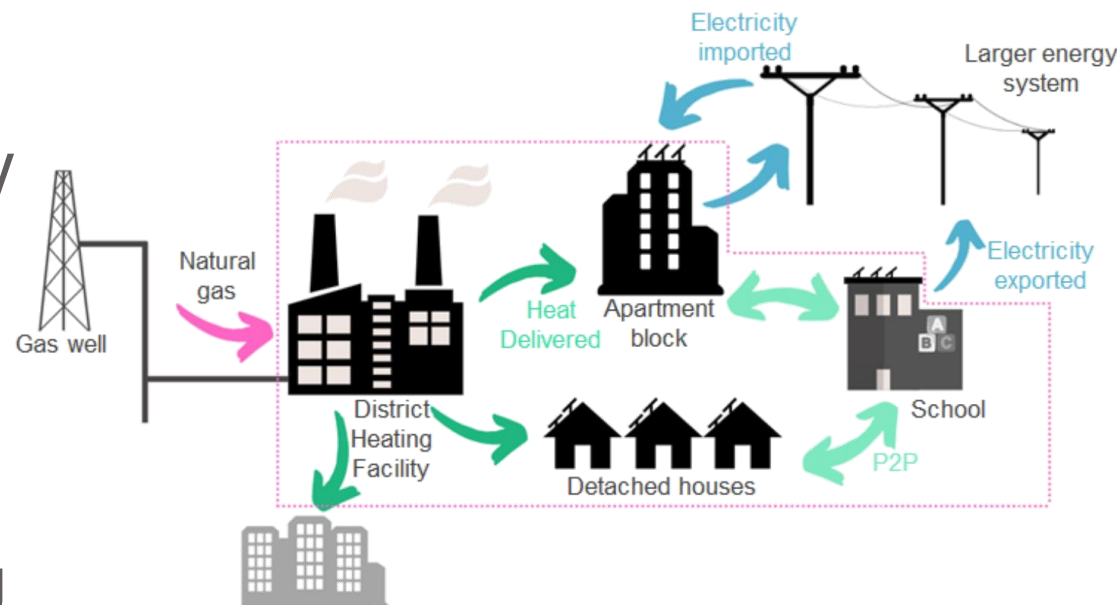 Electricity
imported
Larger energy
system
y
Natural
gas
Gas well
Heat
Delivered
Apartment
block
Electricity
exported
A
B C
School
District
Heating
Facility
P2P
Detached houses